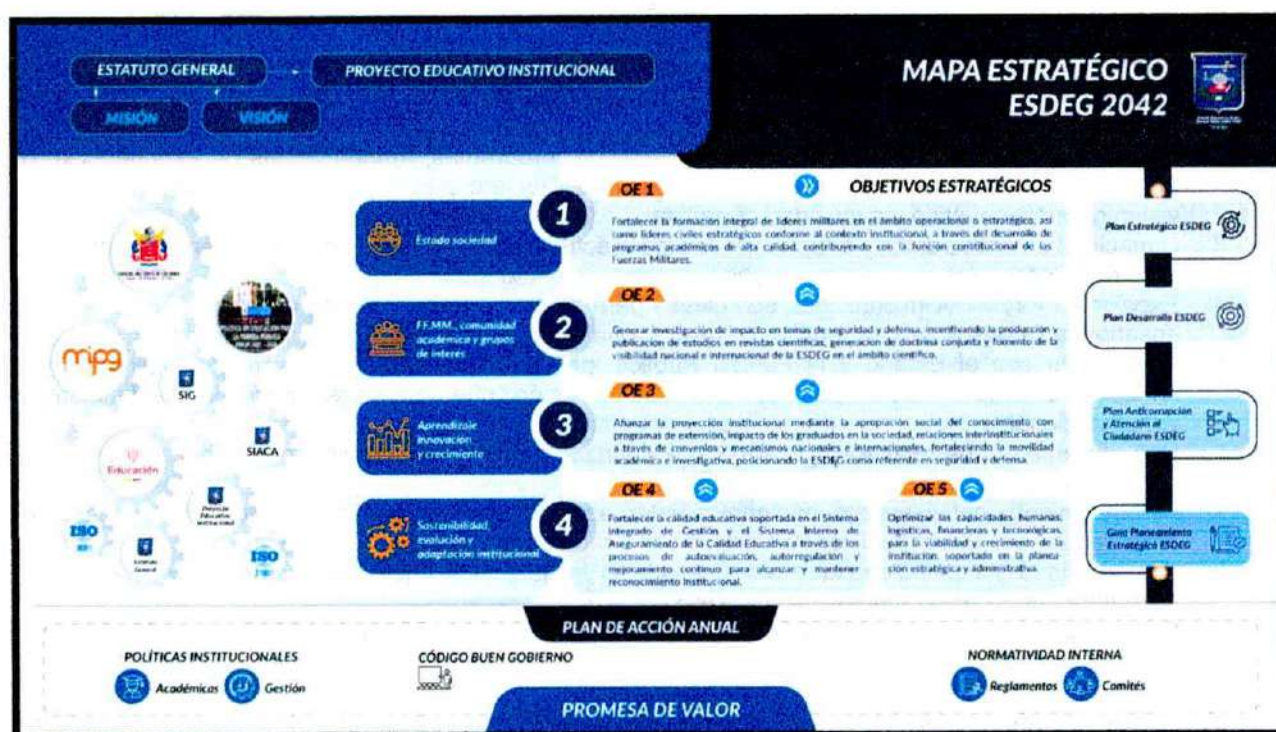 ESTATUTO GENERAL
PROYECTO EDUCATIVO INSTITUCIONAL
MISIÓN
VISIÓN
MAPA ESTRATÉGICO
ESDEG 2042
mipg
SIG
SIACA
Educación
Proyecto
Educativo
Institucional
ISO
Estatuto
General
ISO
1
Estado sociedad
2
FF.MM., comunidad
académica y grupos
de interés
3
Aprendizaje
innovación
y crecimiento
4
Sostenibilidad,
evolución y
adaptación institucional
OE 1
OBJETIVOS ESTRATÉGICOS
Fortalecer la formación integral de líderes militares en el ámbito operacional o estratégico, así
como líderes civiles estratégicos conforme al contexto institucional, a través del desarrollo de
programas académicos de alta calidad, contribuyendo con la función constitucional de las
Fuerzas Militares.
OE 2
Generar investigación de impacto en temas de seguridad y defensa, incentivando la producción y
publicación de estudios en revistas científicas, generación de doctrina conjunta y fomento de la
visibilidad nacional e internacional de la ESDEG en el ámbito científico.
OE 3
Afianzar la proyección institucional mediante la apropiación social del conocimiento con
programas de extensión, impacto de los graduados en la sociedad, relaciones interinstitucionales
a través de convenios y mecanismos nacionales e internacionales, fortaleciendo la movilidad
académica e investigativa, posicionando la ESDEG como referente en seguridad y defensa.
OE 4
Fortalecer la calidad educativa soportada en el Sistema
Integrado de Gestión y el Sistema Interno de
Aseguramiento de la Calidad Educativa a través de los
procesos de autoevaluación, autorregulación y
mejoramiento continuo para alcanzar y mantener
reconocimiento Institucional.
OE 5
Optimizar las capacidades humanas,
logísticas, financieras y tecnológicas,
para la viabilidad y crecimiento de la
institución soportado en la planea-
ción estratégica y administrativa.
Plan Estratégico ESDEG
Plan Desarrollo ESDEG
Plan Anticorrupción
y Atención al
Ciudadano ESDEG
Guía Planeamiento
Estratégico ESDEG
PLAN DE ACCIÓN ANUAL
POLÍTICAS INSTITUCIONALES
Académicas
Gestión
CÓDIGO BUEN GOBIERNO
NORMATIVIDAD INTERNA
Reglamentos
Comités
PROMESA DE VALOR